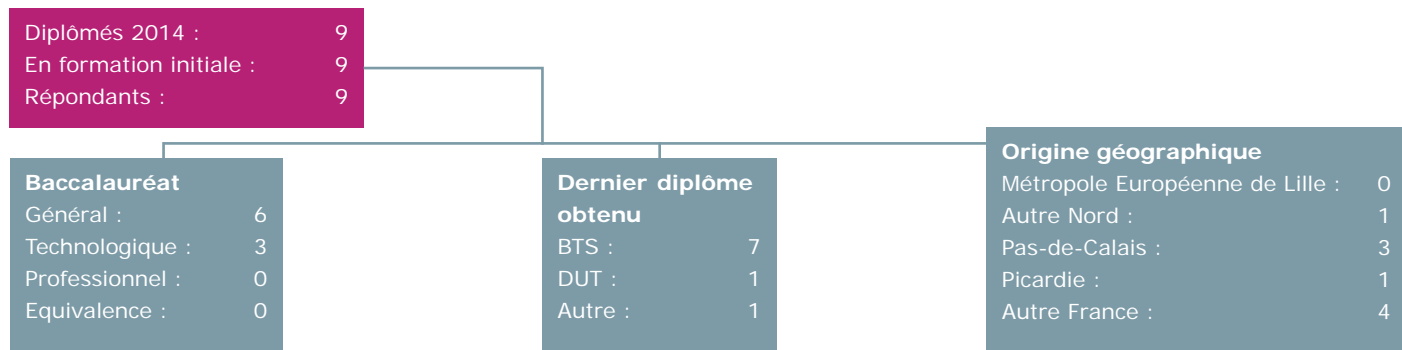 Diplômés 2014 : 9
En formation initiale : 9
Répondants : 9
Baccalauréat
Général : 6
Technologique : 3
Professionnel : 0
Equivalence : 0
Dernier diplôme
obtenu
BTS : 7
DUT : 1
Autre : 1
Origine géographique
Métropole Européenne de Lille : 0
Autre Nord : 1
Pas-de-Calais : 3
Picardie : 1
Autre France : 4